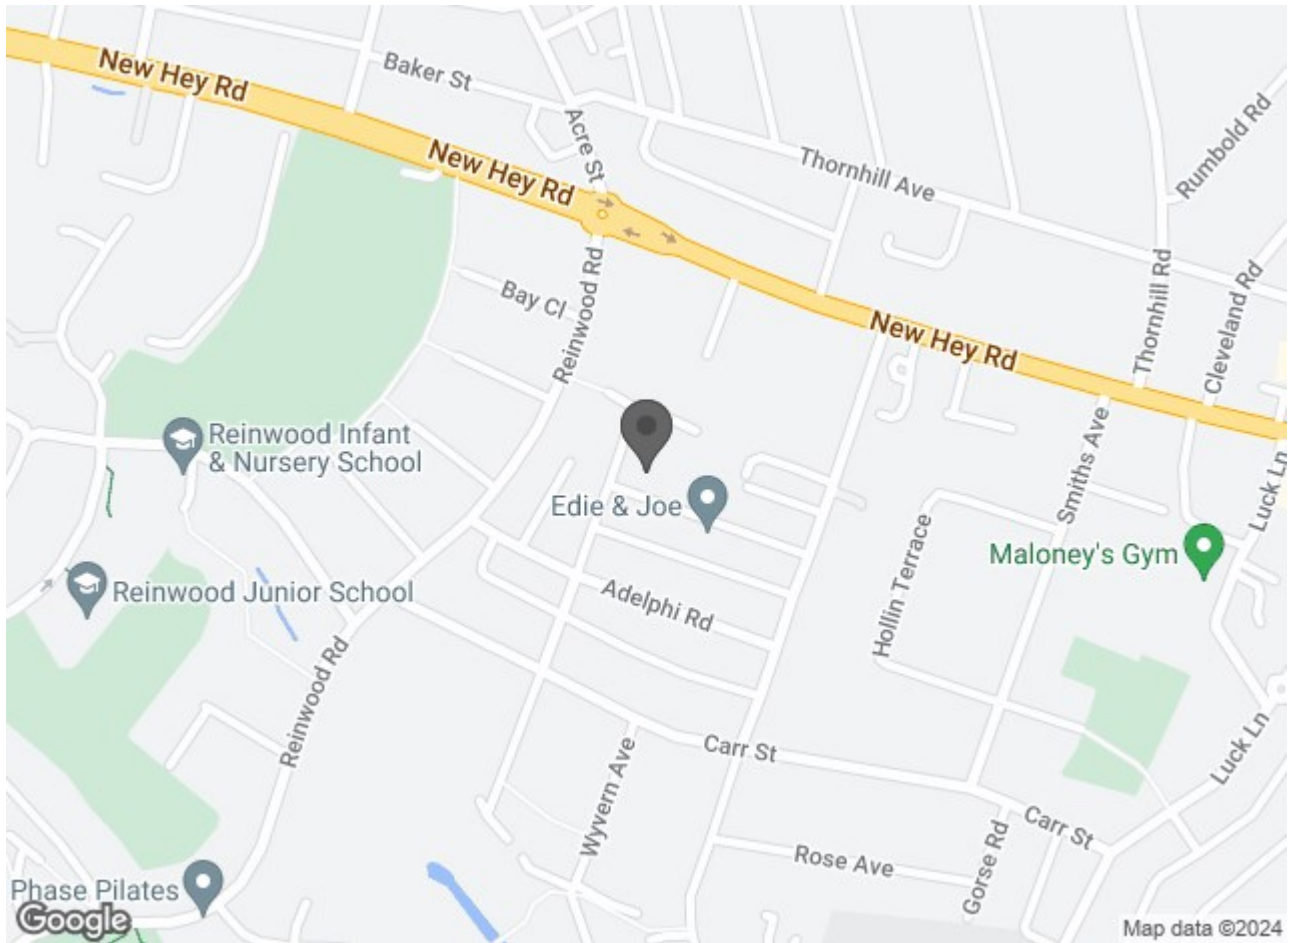 New Hey Rd
Baker St
Acre St
New Hey Rd
Thornhill Ave
Rumbold Rd
Reinwood Rd
Bay Cl
Thornhill Rd
Cleveland Rd
New Hey Rd
Reinwood Infant
& Nursery School
Smiths Ave
Luck Ln
Edie & Joe
Hollin Terrace
Maloney's Gym
Reinwood Junior School
Adelphi Rd
Reinwood Rd
Carr St
Luck Ln
Wyvern Ave
Carr St
Gorse Rd
Rose Ave
Phase Pilates
Google
Map data ©2024